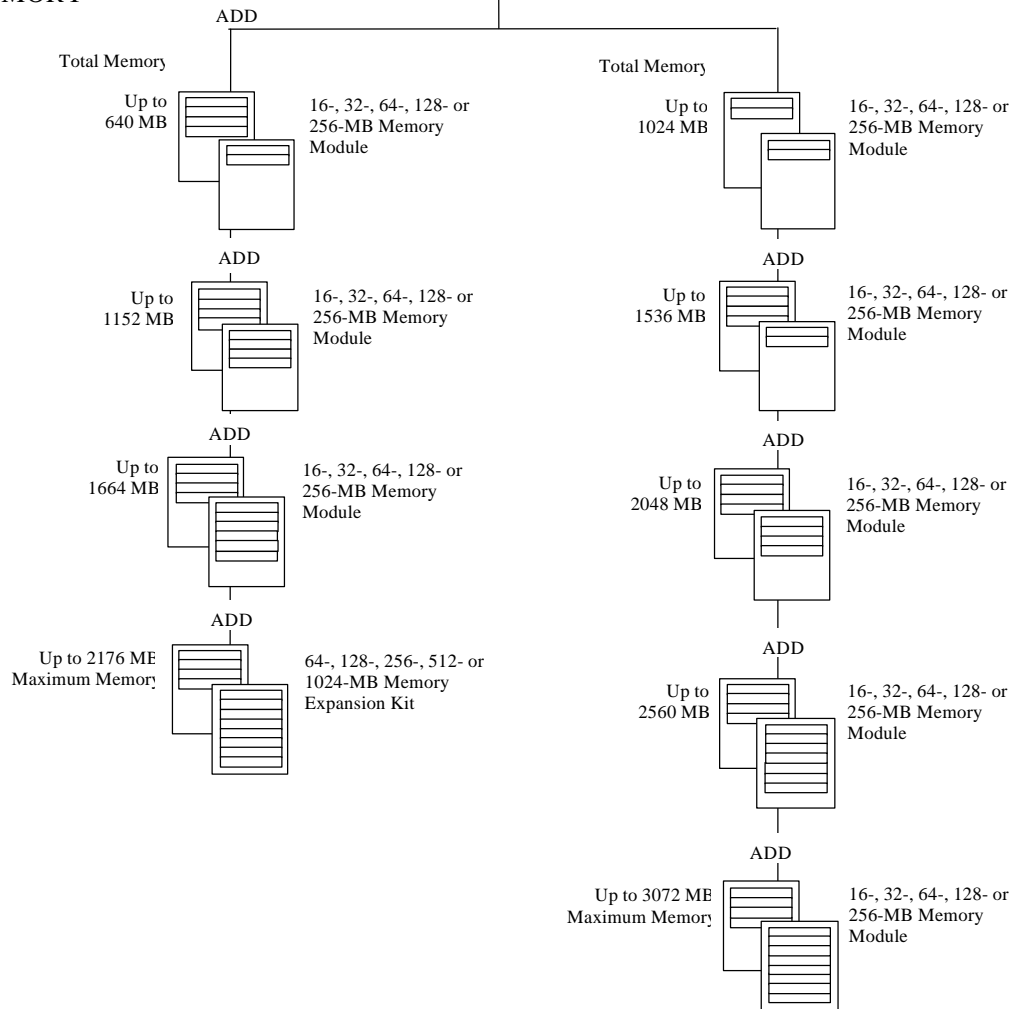 ADD
Total Memory
Up to
640 MB
16-, 32-, 64-, 128- or
256-MB Memory
Module
ADD
Up to
1152 MB
16-, 32-, 64-, 128- or
256-MB Memory
Module
ADD
Up to
1664 MB
16-, 32-, 64-, 128- or
256-MB Memory
Module
ADD
Up to 2176 MB
Maximum Memory
64-, 128-, 256-, 512- or
1024-MB Memory
Expansion Kit
Total Memory
Up to
1024 MB
16-, 32-, 64-, 128- or
256-MB Memory
Module
ADD
Up to
1536 MB
16-, 32-, 64-, 128- or
256-MB Memory
Module
ADD
Up to
2048 MB
16-, 32-, 64-, 128- or
256-MB Memory
Module
ADD
Up to
2560 MB
16-, 32-, 64-, 128- or
256-MB Memory
Module
ADD
Up to 3072 MB
Maximum Memory
16-, 32-, 64-, 128- or
256-MB Memory
Module